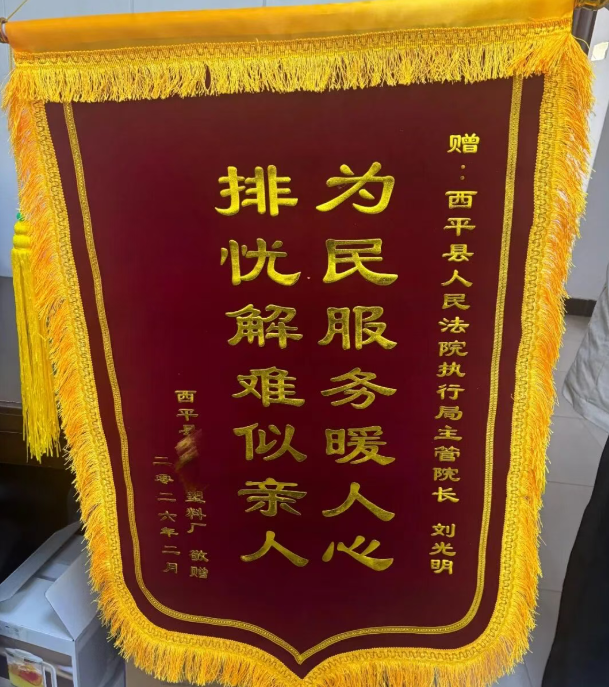 赠：西平县人民法院执行局主管院长 刘光明
为民服务暖人心
排忧解难似亲人
西平县 塑料厂 敬赠
二零二六年二月